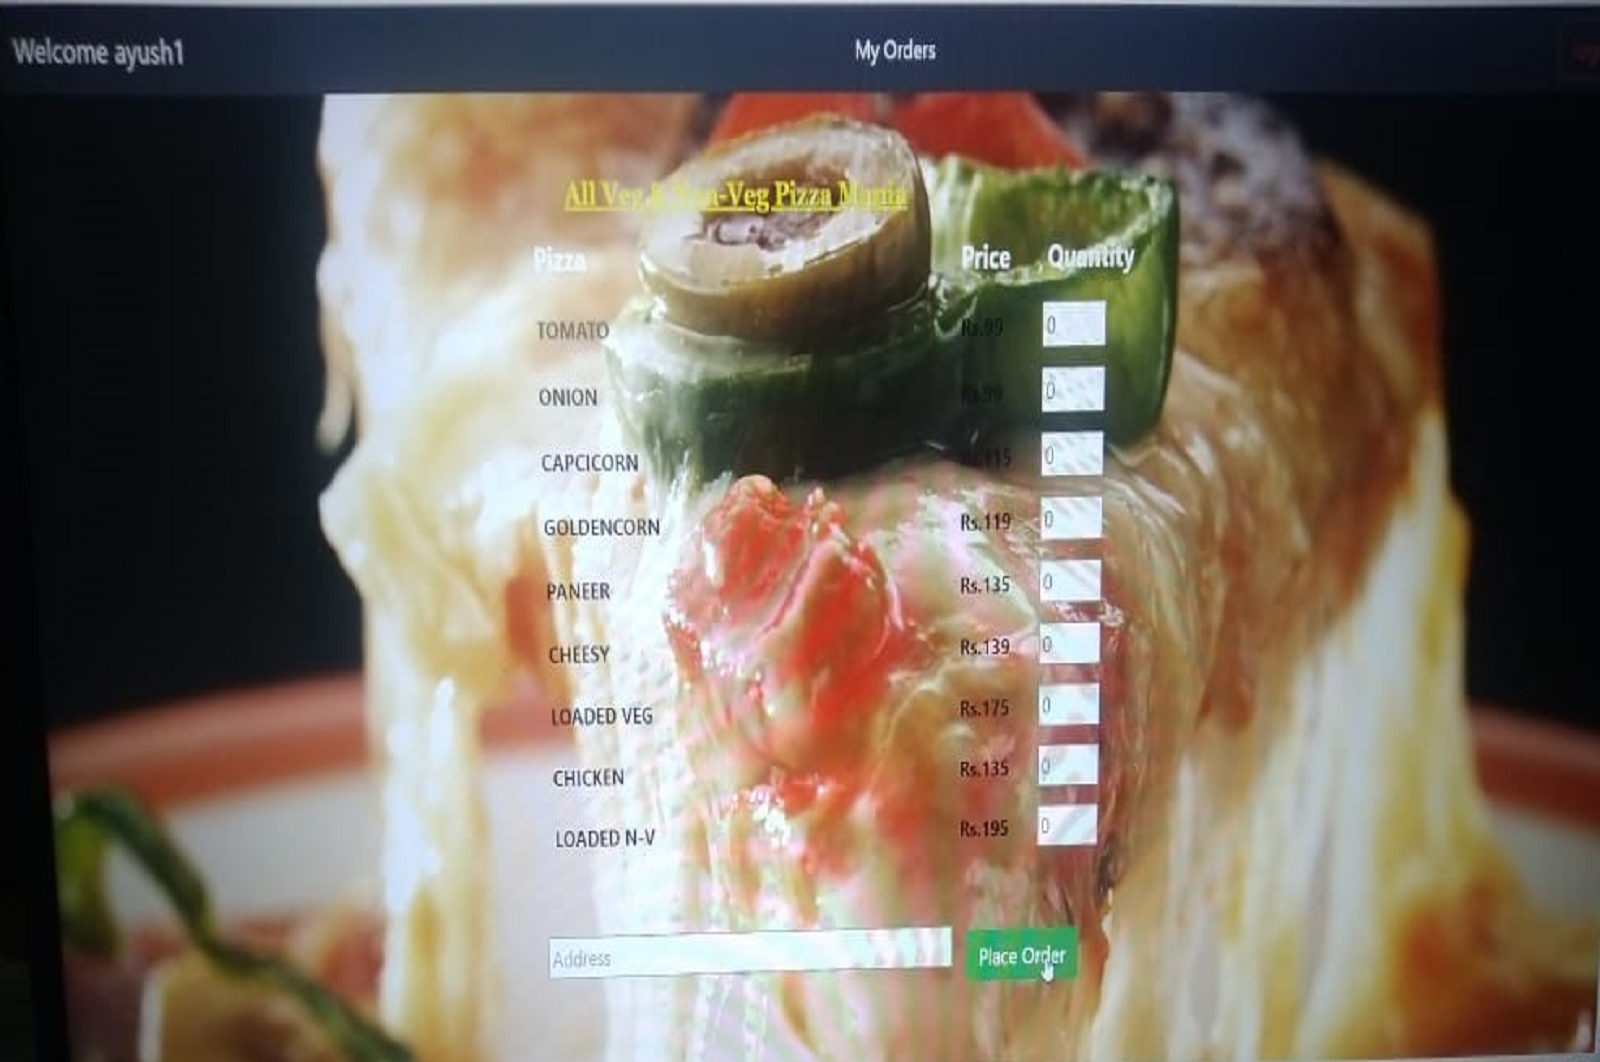 Welcome ayush1 My Orders
All Veg & Non-Veg Pizza Mania
Pizza Price Quantity
TOMATO Rs.99 0
ONION Rs.99 0
CAPCICORN Rs.115 0
GOLDENCORN Rs.119 0
PANEER Rs.135 0
CHEESY Rs.139 0
LOADED VEG Rs.175 0
CHICKEN Rs.135 0
LOADED N-V Rs.195 0
Address Place Order